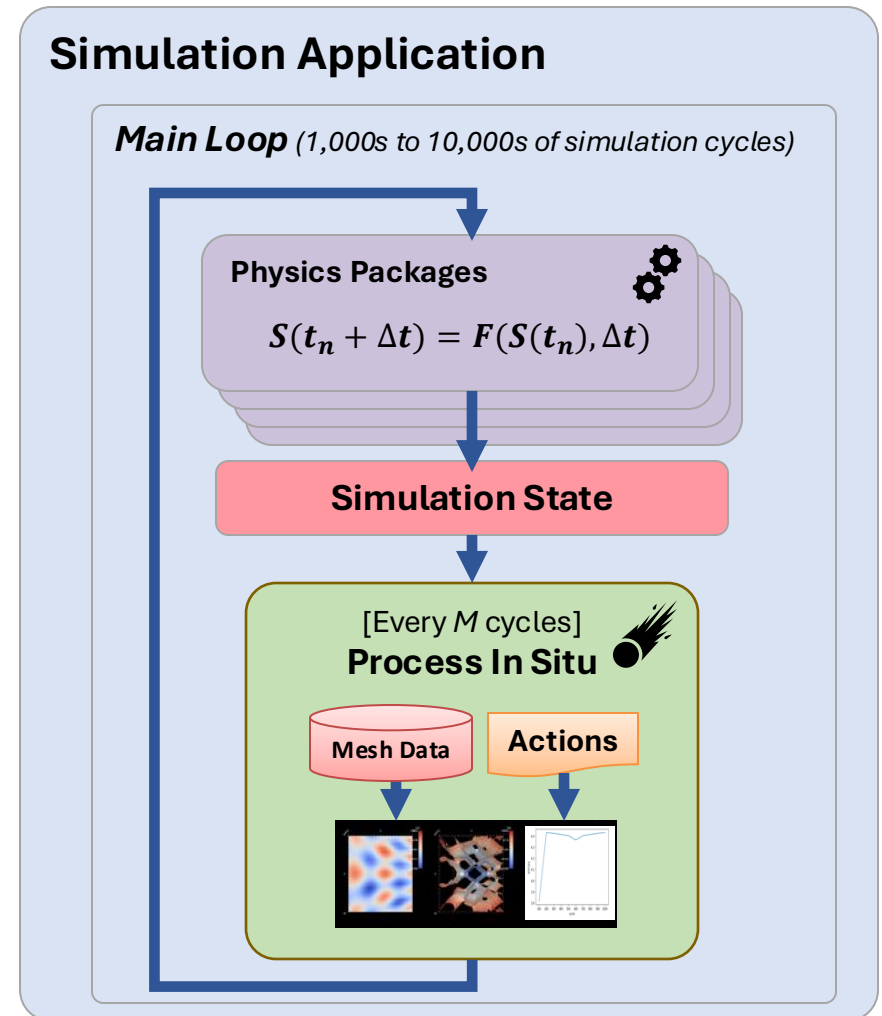 Simulation Application
Main Loop (1,000s to 10,000s of simulation cycles)
Physics Packages
S(tₙ + Δt) = F(S(tₙ), Δt)
Simulation State
[Every M cycles]
Process In Situ
Mesh Data
Actions